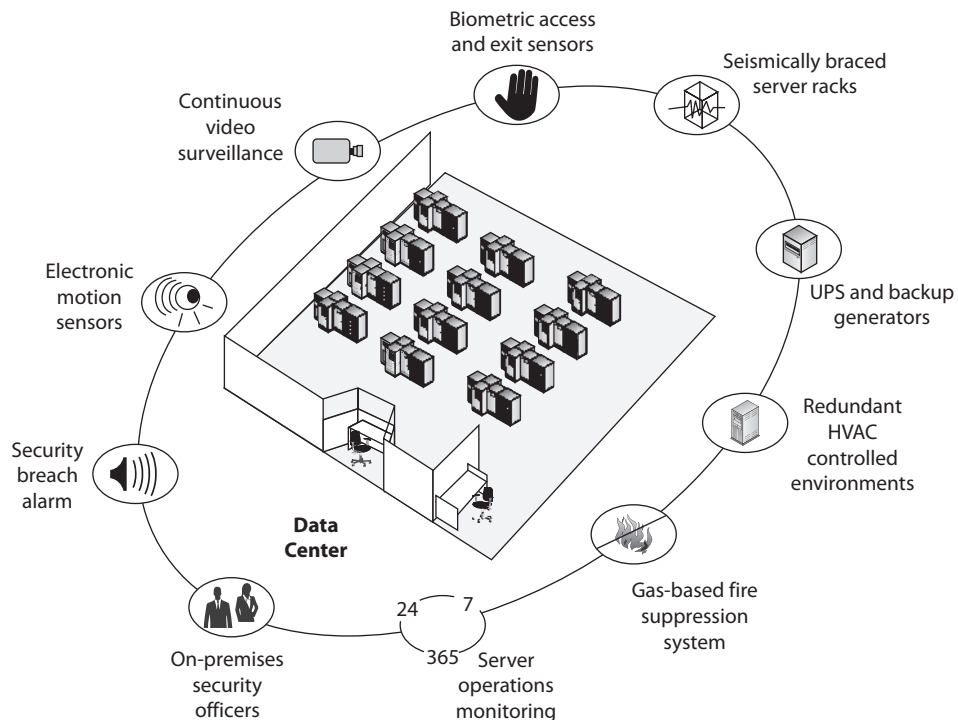 Biometric access
and exit sensors
Seismically braced
server racks
Continuous
video
surveillance
Electronic
motion
sensors
UPS and backup
generators
Redundant
HVAC
controlled
environments
Security
breach
alarm
Data
Center
Gas-based fire
suppression
system
24
7
365
Server
operations
monitoring
On-premises
security
officers